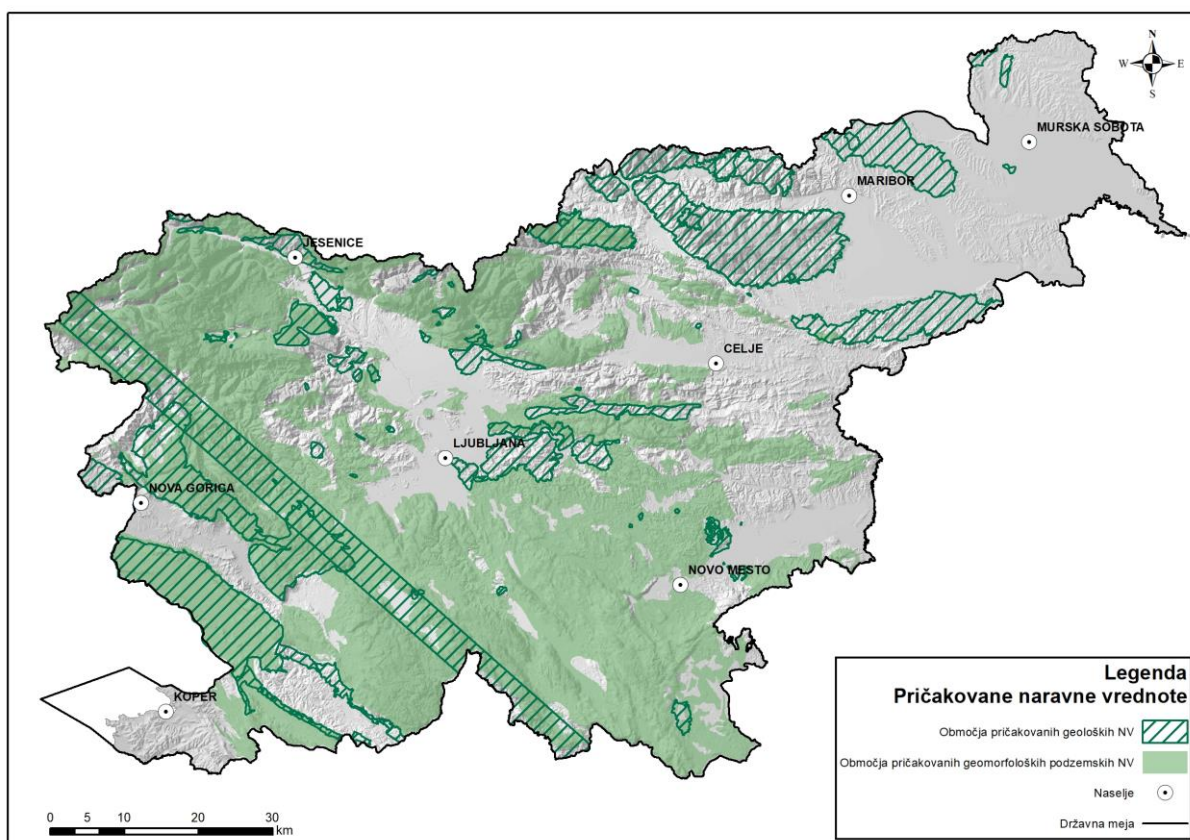 N
W E
S
MURSKA SOBOTA
MARIBOR
JESENICE
CELJE
LJUBLJANA
NOVA GORICA
NOVO MESTO
KOPER
Legenda
Pričakovane naravne vrednote
Območja pričakovanih geoloških NV
Območja pričakovanih geomorfoloških podzemskih NV
Naselje
Državna meja
0 5 10 20 30
km